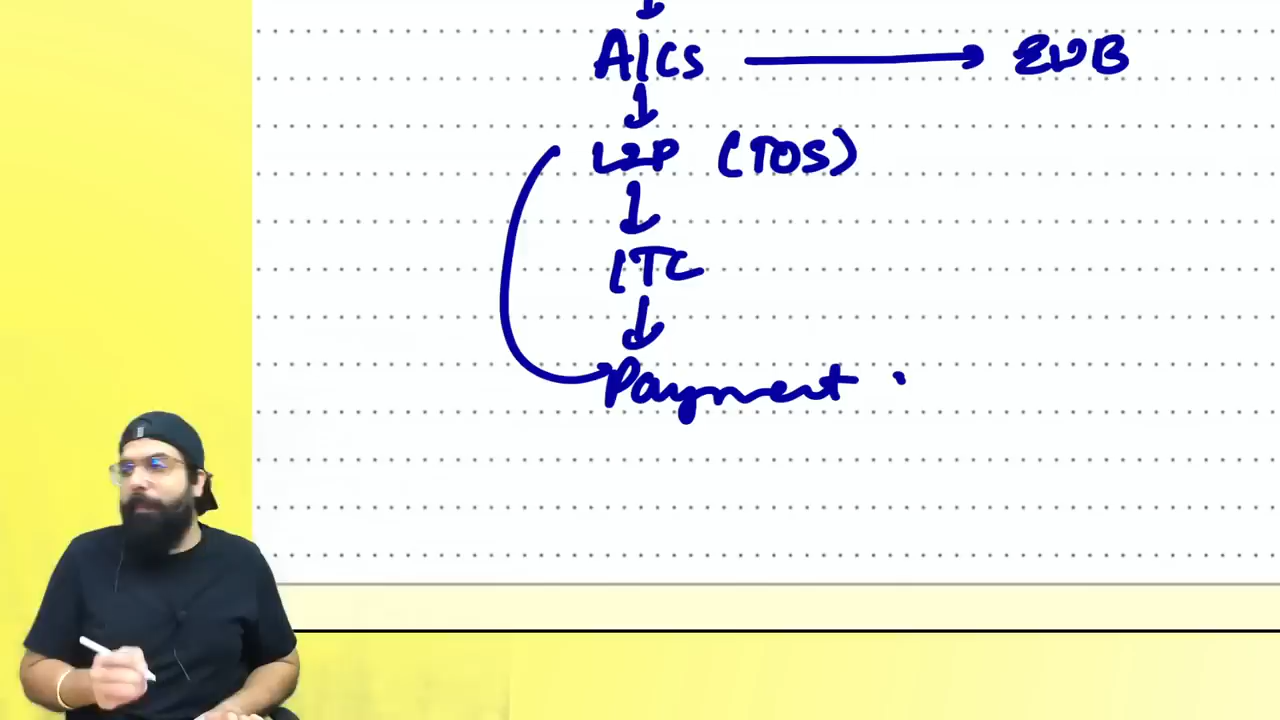 A/Cs → EWB
L2P (TOS)
ITC
Payment .